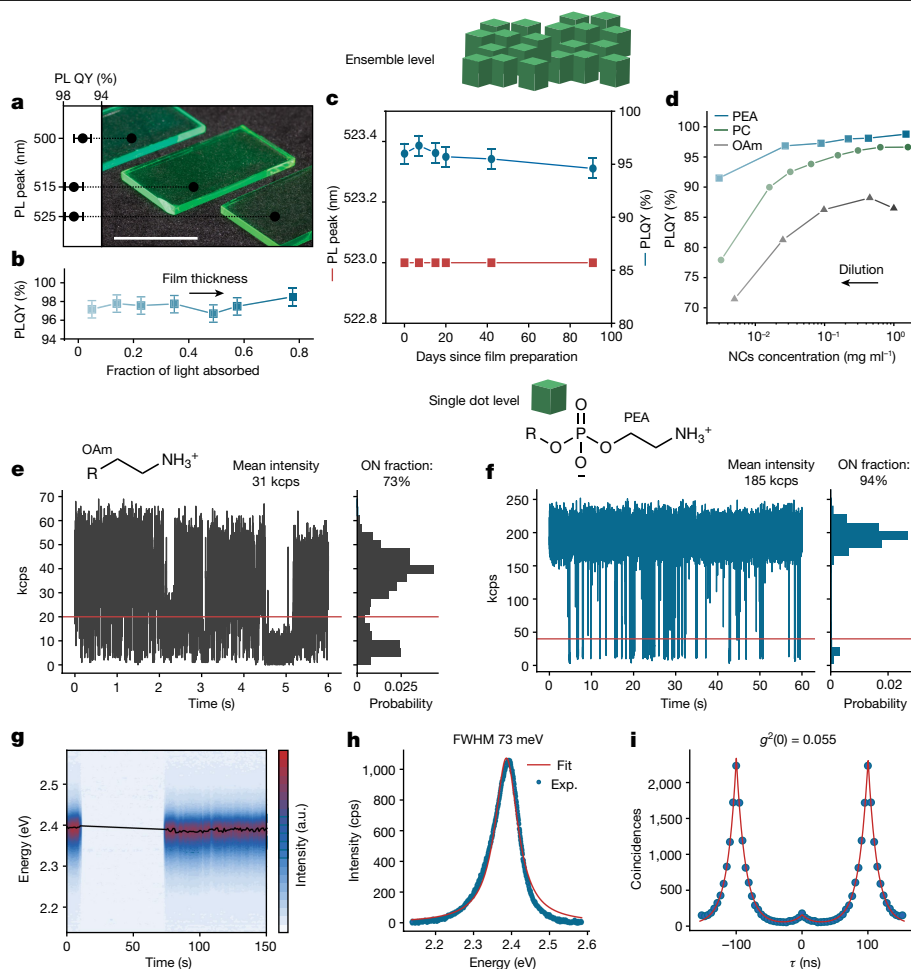 Ensemble level
a
PL QY (%)
98 94
PL peak (nm)
500
515
525
b
PLQY (%)
100
98
96
94
Film thickness
0 0.2 0.4 0.6 0.8
Fraction of light absorbed
c
PL peak (nm)
523.4
523.2
523.0
522.8
PLQY (%)
100
95
90
85
80
0 20 40 60 80 100
Days since film preparation
d
PLQY (%)
100
95
90
85
80
75
70
PEA
PC
OAm
Dilution
10⁻² 10⁻¹ 10⁰
NCs concentration (mg ml⁻¹)
Single dot level
e
OAm
R
NH₃⁺
Mean intensity
31 kcps
ON fraction:
73%
kcps
70
60
50
40
30
20
10
0
0 1 2 3 4 5 6
Time (s)
0 0.025
Probability
f
O
PEA
R O P O NH₃⁺
O
–
Mean intensity
185 kcps
ON fraction:
94%
kcps
250
200
150
100
50
0
0 10 20 30 40 50 60
Time (s)
0 0.02
Probability
g
Energy (eV)
2.5
2.4
2.3
2.2
0 50 100 150
Time (s)
Intensity (a.u.)
h
FWHM 73 meV
Fit
Exp.
Intensity (cps)
1,000
800
600
400
200
0
2.2 2.3 2.4 2.5 2.6
Energy (eV)
i
g²(0) = 0.055
Coincidences
2,000
1,500
1,000
500
0
−100 0 100
τ (ns)